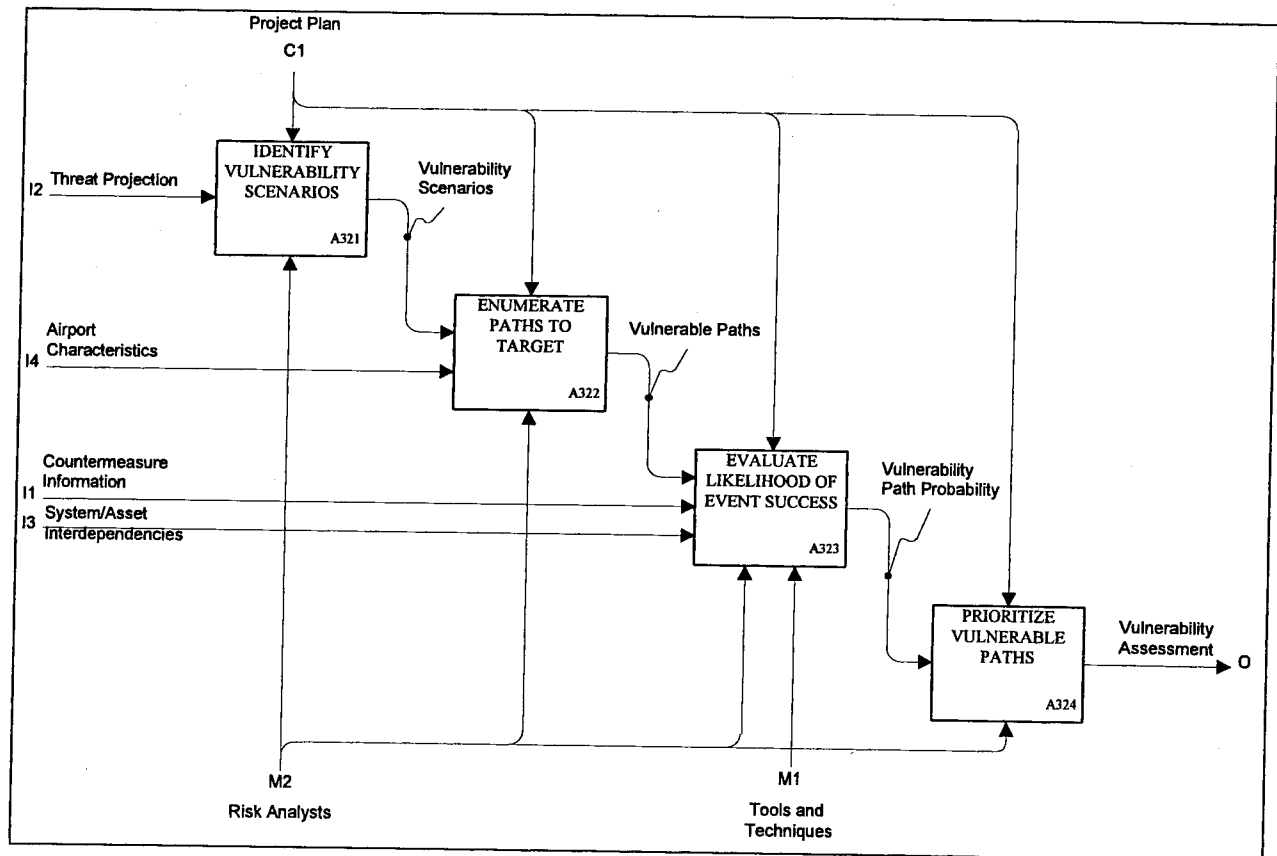 Project Plan
C1
IDENTIFY
VULNERABILITY
SCENARIOS
A321
I2
Threat Projection
Vulnerability
Scenarios
ENUMERATE
PATHS TO
TARGET
A322
Airport
Characteristics
I4
Vulnerable Paths
EVALUATE
LIKELIHOOD OF
EVENT SUCCESS
A323
Countermeasure
Information
I1
I3
System/Asset
Interdependencies
Vulnerability
Path Probability
PRIORITIZE
VULNERABLE
PATHS
A324
Vulnerability
Assessment
O
M2
Risk Analysts
M1
Tools and
Techniques